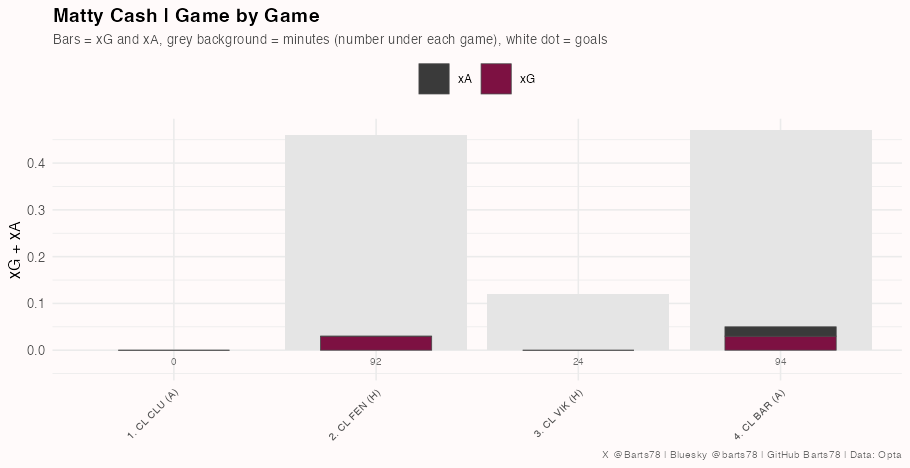 Matty Cash | Game by Game
Bars = xG and xA, grey background = minutes (number under each game), white dot = goals
xA xG
xG + xA
0.4
0.3
0.2
0.1
0.0
0 92 24 94
1. CL CLU (A) 2. CL FEN (H) 3. CL VIK (H) 4. CL BAR (A)
X @Barts78 | Bluesky @barts78 | GitHub Barts78 | Data: Opta